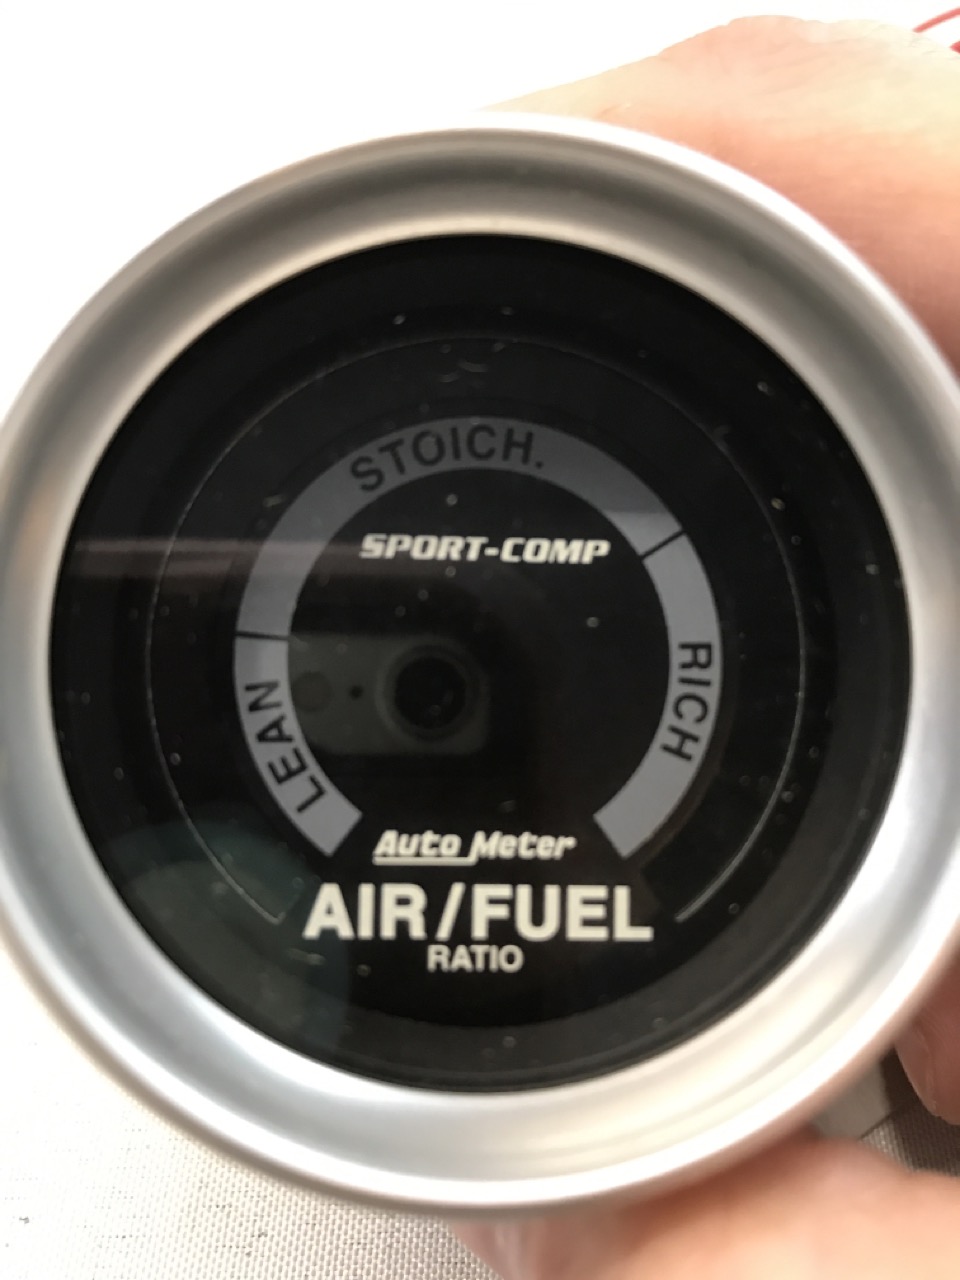 STOICH.
SPORT-COMP
LEAN
RICH
Auto Meter
AIR/FUEL
RATIO